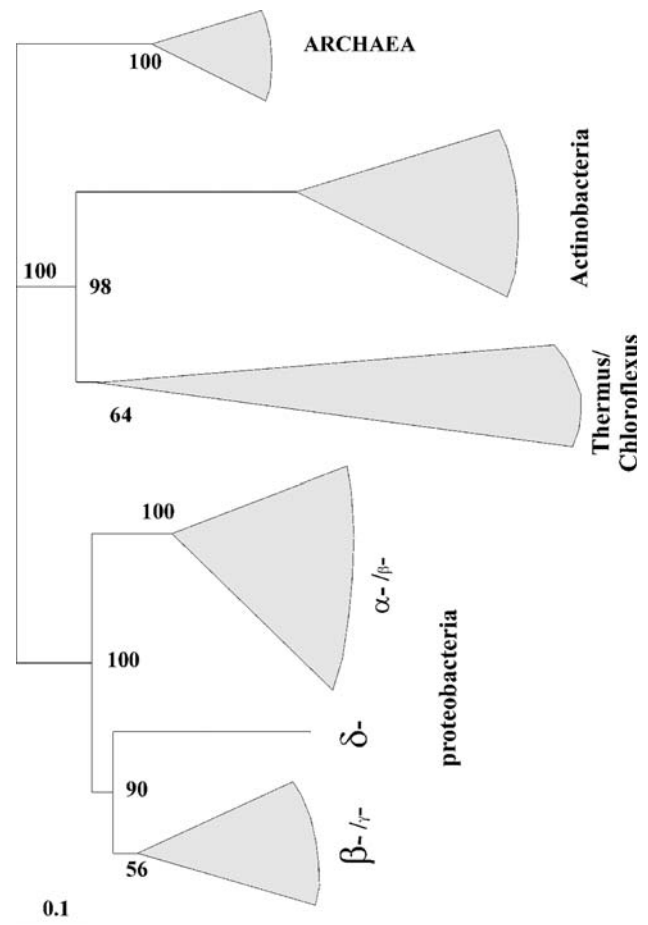 100
ARCHAEA
Actinobacteria
100
98
Thermus/
Chloroflexus
64
100
α- /β-
100
proteobacteria
δ-
90
β- /γ-
56
0.1